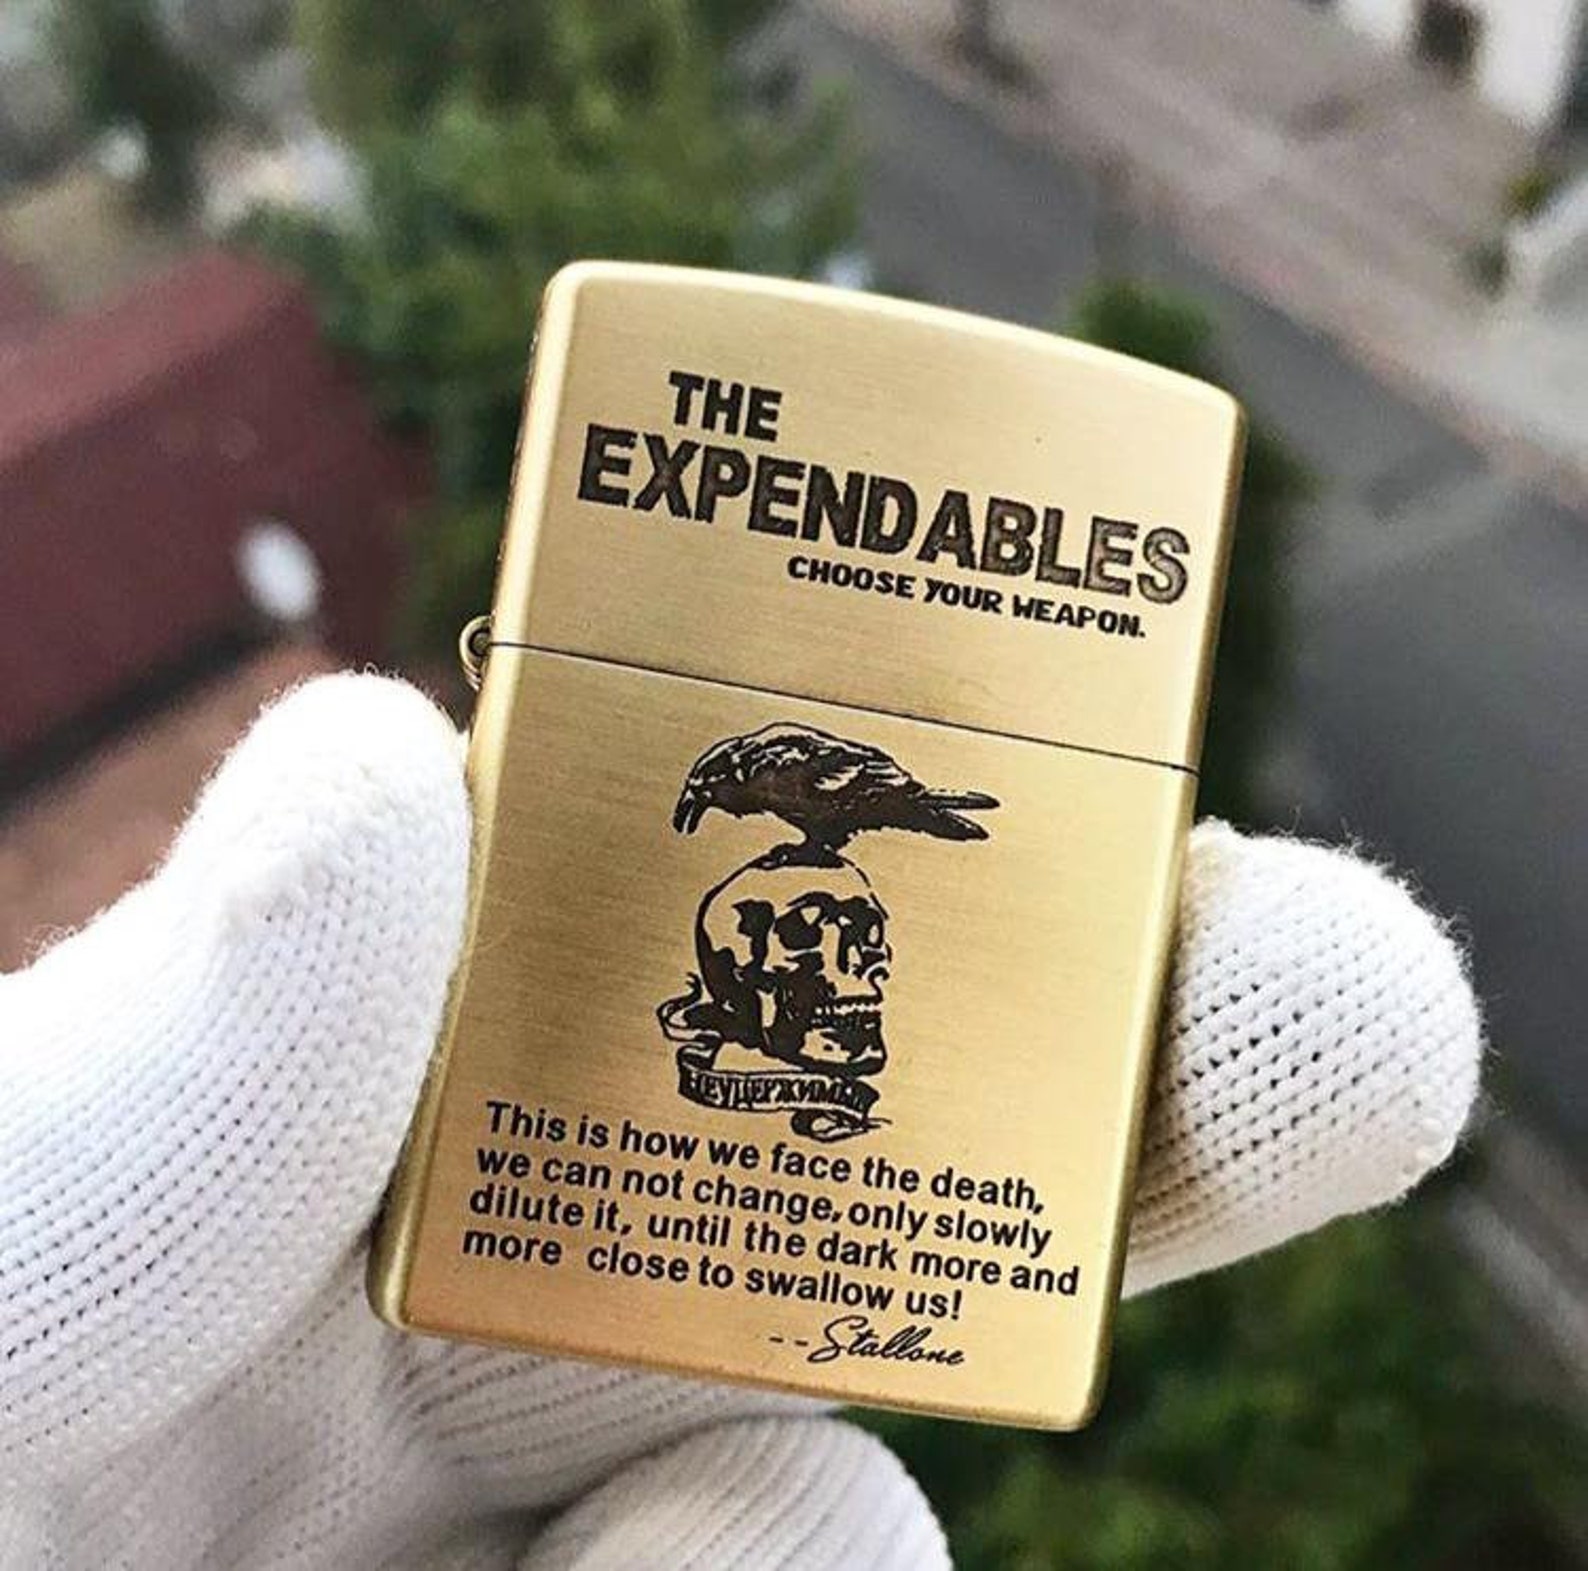 THE
EXPENDABLES
CHOOSE YOUR WEAPON.
НЕУДЕРЖИМЫЕ
This is how we face the death,
we can not change, only slowly
dilute it, until the dark more and
more close to swallow us!
--Stallone